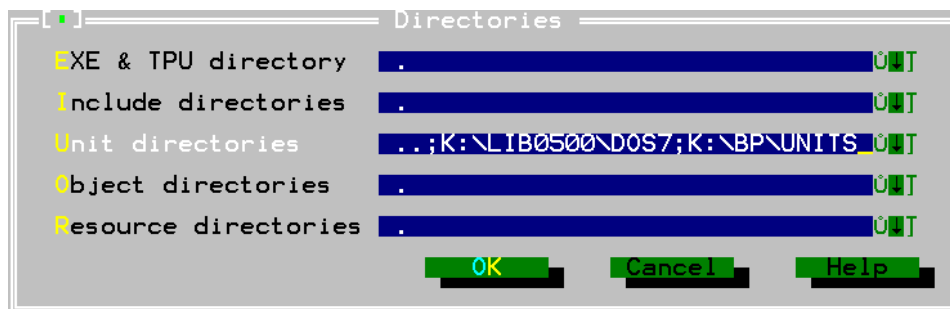 Directories
EXE & TPU directory .
Include directories .
Unit directories ..;K:\LIB0500\DOS7;K:\BP\UNITS_
Object directories .
Resource directories .
OK Cancel Help